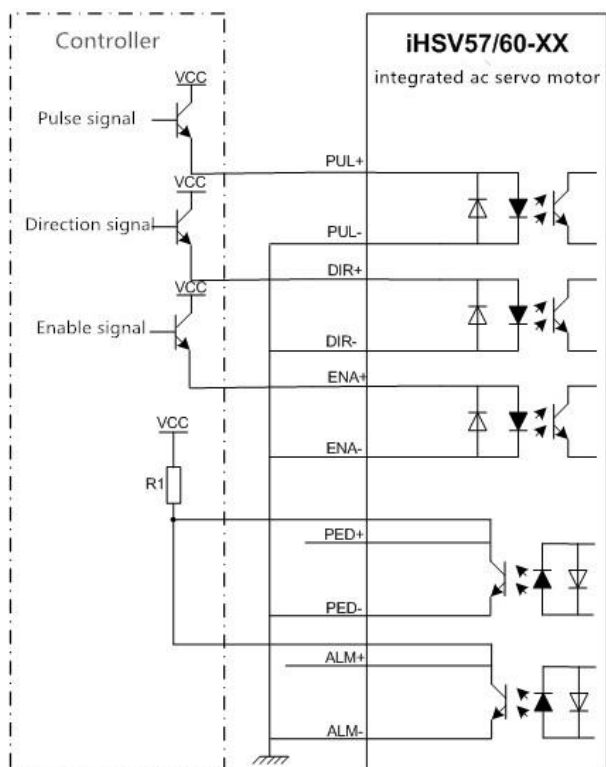 Controller
iHSV57/60-XX
integrated ac servo motor
VCC
Pulse signal
PUL+
VCC
Direction signal
PUL-
DIR+
VCC
Enable signal
DIR-
ENA+
VCC
ENA-
R1
PED+
PED-
ALM+
ALM-